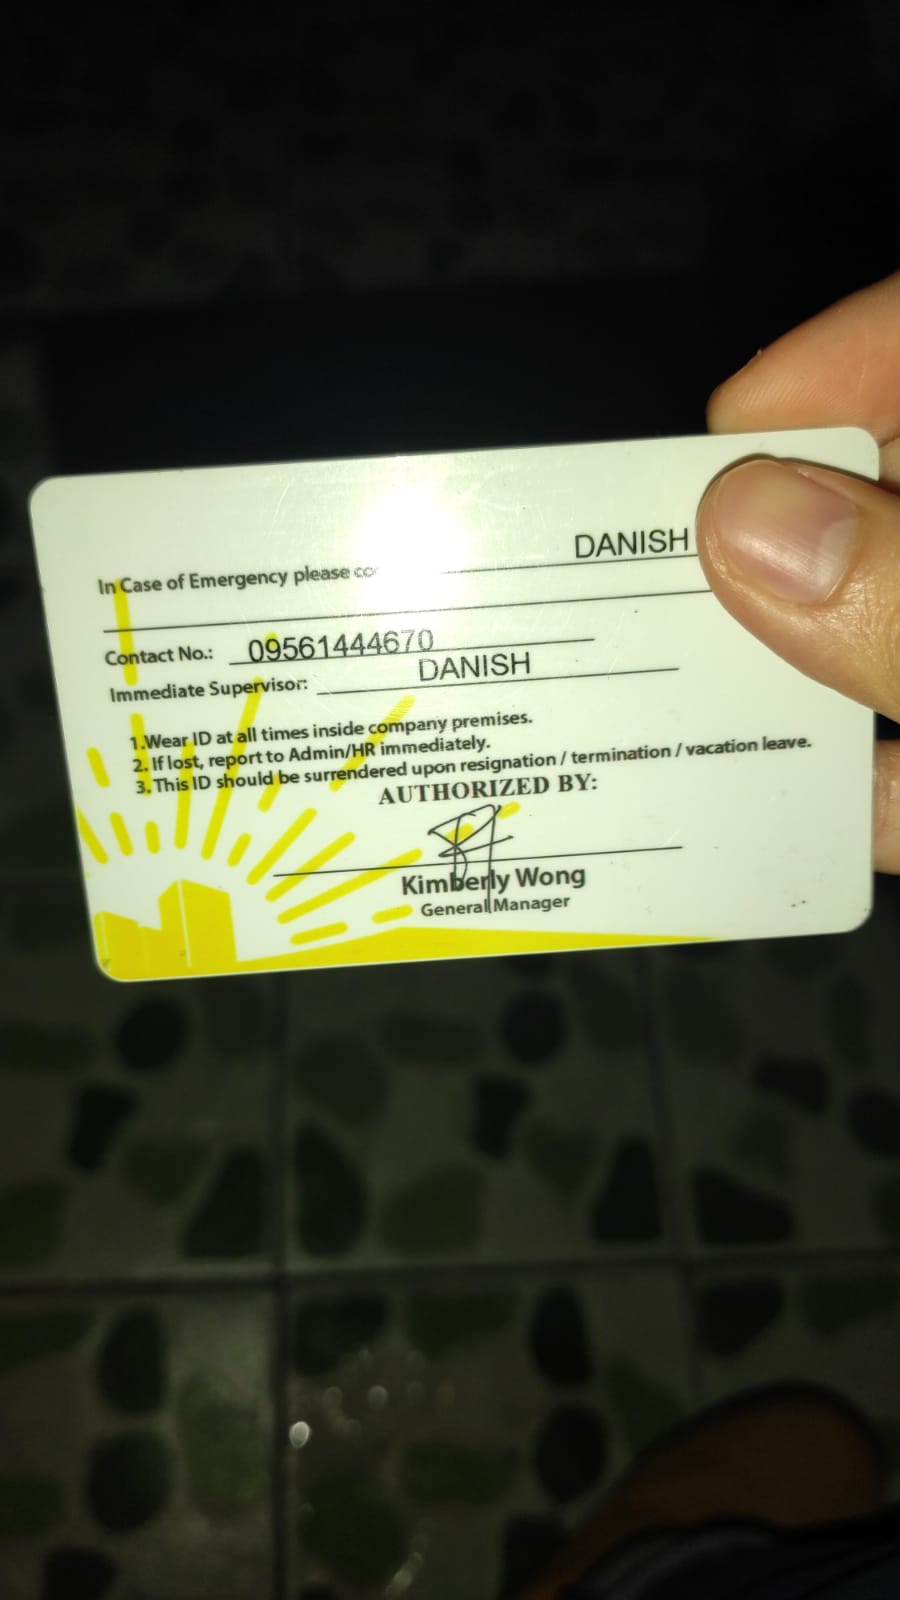 In Case of Emergency please DANISH
Contact No.: 09561444670
Immediate Supervisor: DANISH
1.Wear ID at all times inside company premises.
2. If lost, report to Admin/HR immediately.
3. This ID should be surrendered upon resignation / termination / vacation leave.
AUTHORIZED BY:
Kimberly Wong
General Manager